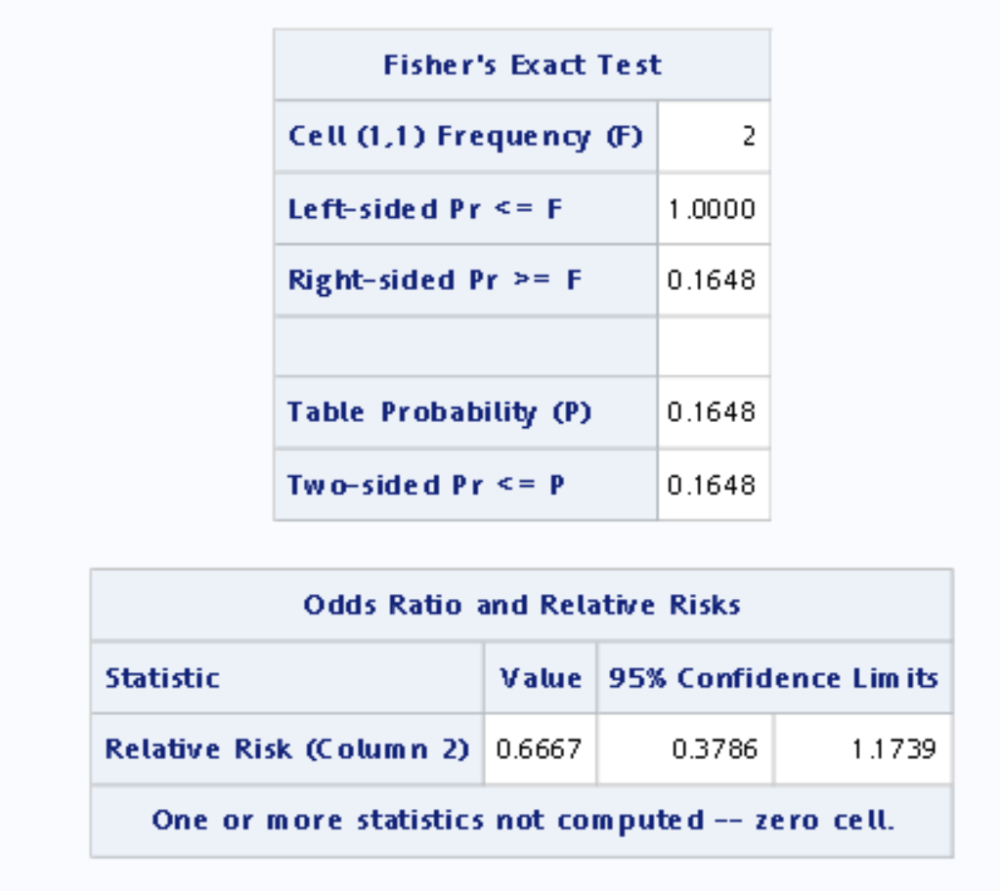 Fisher's Exact Test
Cell (1,1) Frequency (F) 2
Left-sided Pr <= F 1.0000
Right-sided Pr >= F 0.1648
Table Probability (P) 0.1648
Two-sided Pr <= P 0.1648
Odds Ratio and Relative Risks
Statistic Value 95% Confidence Limits
Relative Risk (Column 2) 0.6667 0.3786 1.1739
One or more statistics not computed -- zero cell.